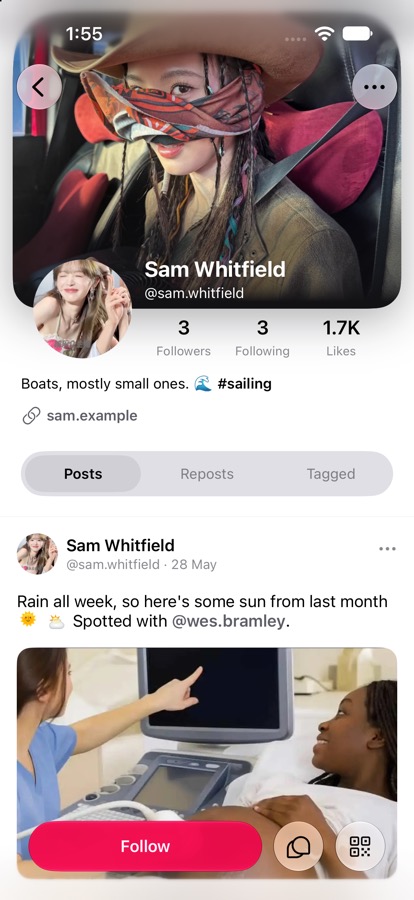 1:55
Sam Whitfield
@sam.whitfield
3 3 1.7K
Followers Following Likes
Boats, mostly small ones. 🌊 #sailing
sam.example
Posts Reposts Tagged
Sam Whitfield
@sam.whitfield · 28 May
Rain all week, so here's some sun from last month
🌞 🌥️ Spotted with @wes.bramley.
Follow